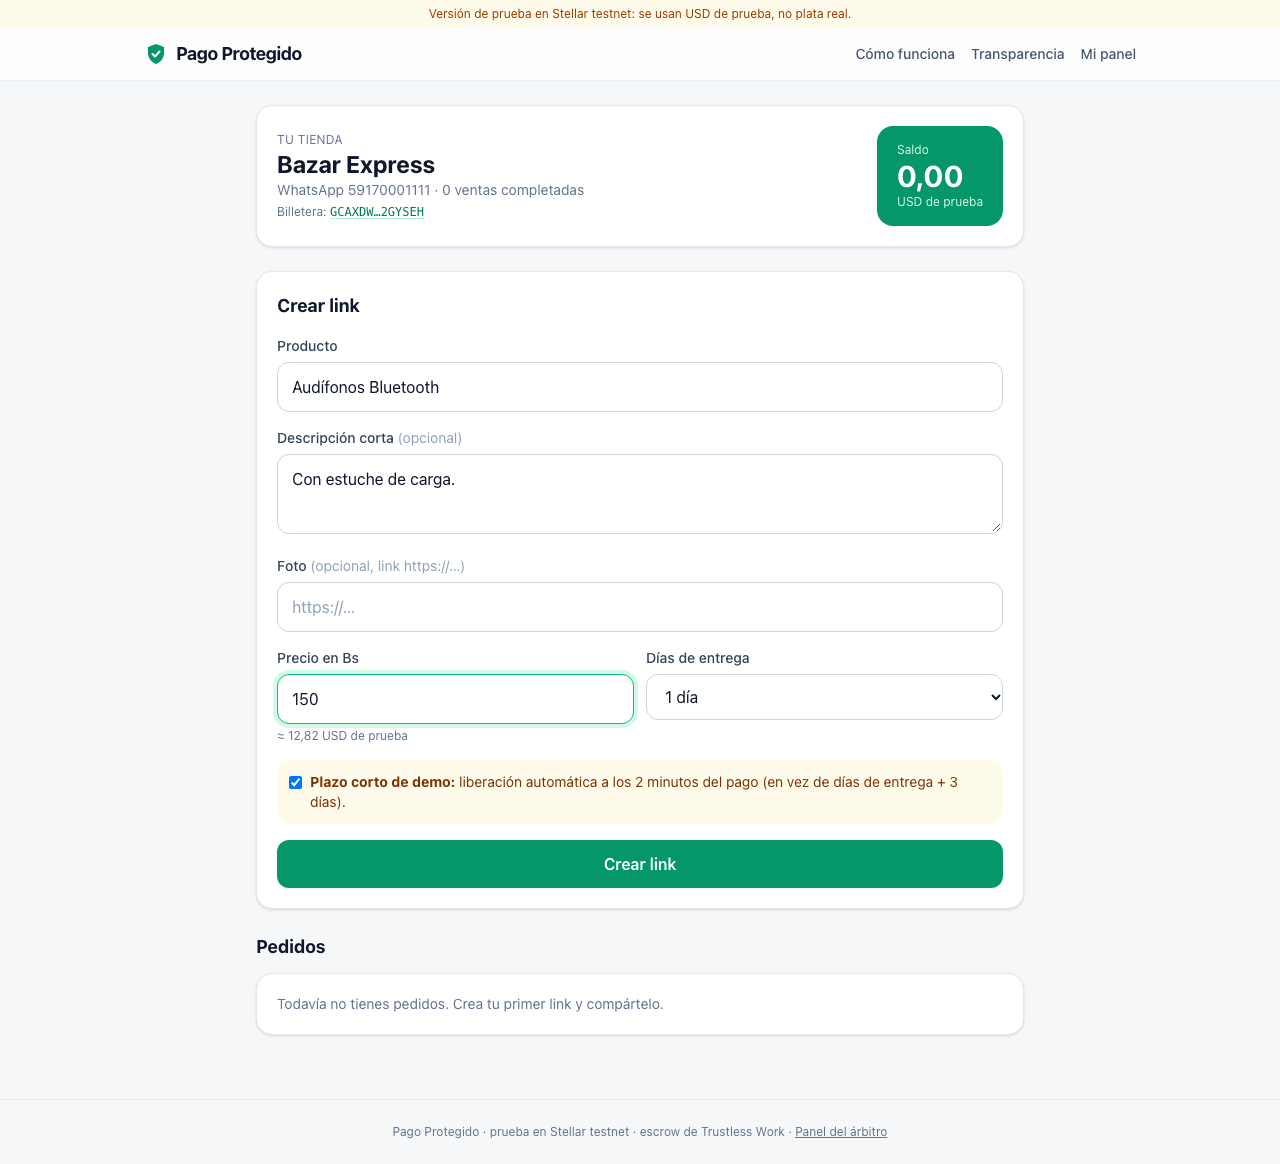 Versión de prueba en Stellar testnet: se usan USD de prueba, no plata real.
Pago Protegido
Cómo funciona
Transparencia
Mi panel
TU TIENDA
Bazar Express
WhatsApp 59170001111 · 0 ventas completadas
Billetera: GCAXDW…2GYSEH
Saldo
0,00
USD de prueba
Crear link
Producto
Audífonos Bluetooth
Descripción corta (opcional)
Con estuche de carga.
Foto (opcional, link https://…)
https://...
Precio en Bs
150
≈ 12,82 USD de prueba
Días de entrega
1 día
Plazo corto de demo: liberación automática a los 2 minutos del pago (en vez de días de entrega + 3
días).
Crear link
Pedidos
Todavía no tienes pedidos. Crea tu primer link y compártelo.
Pago Protegido · prueba en Stellar testnet · escrow de Trustless Work · Panel del árbitro